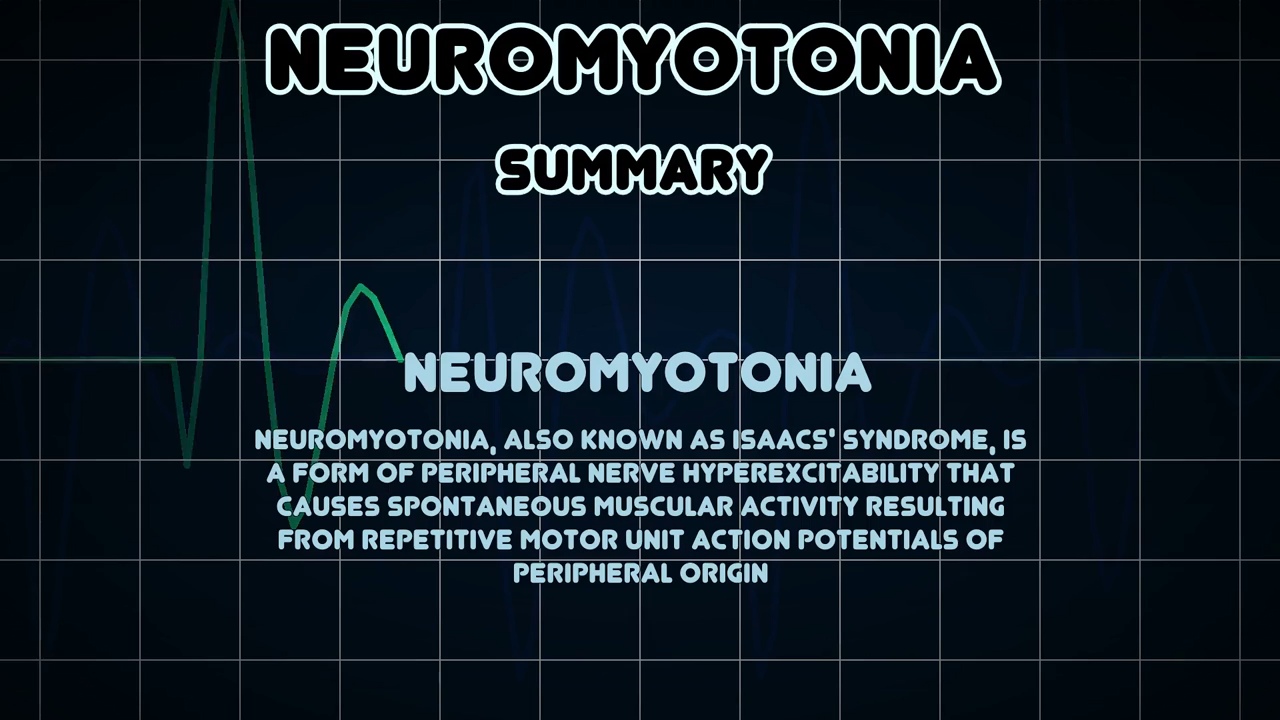 NEUROMYOTONIA
SUMMARY
NEUROMYOTONIA
NEUROMYOTONIA, ALSO KNOWN AS ISAACS' SYNDROME, IS
A FORM OF PERIPHERAL NERVE HYPEREXCITABILITY THAT
CAUSES SPONTANEOUS MUSCULAR ACTIVITY RESULTING
FROM REPETITIVE MOTOR UNIT ACTION POTENTIALS OF
PERIPHERAL ORIGIN